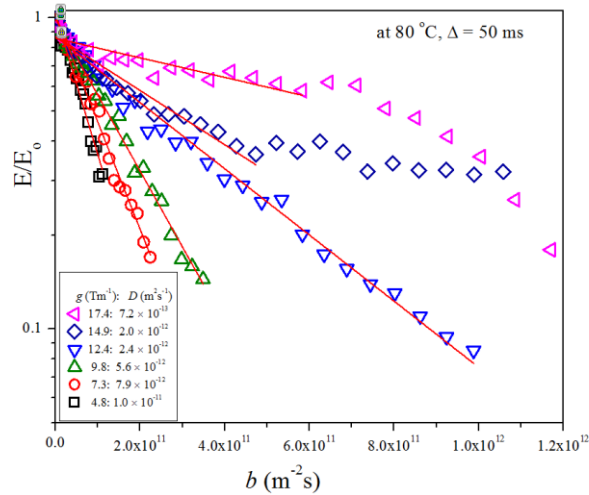 at 80 °C, Δ = 50 ms
1
0.1
E/Eₒ
g (Tm⁻¹): D (m²s⁻¹)
17.4: 7.2 × 10⁻¹³
14.9: 2.0 × 10⁻¹²
12.4: 2.4 × 10⁻¹²
9.8: 5.6 × 10⁻¹²
7.3: 7.9 × 10⁻¹²
4.8: 1.0 × 10⁻¹¹
0.0 2.0x10¹¹ 4.0x10¹¹ 6.0x10¹¹ 8.0x10¹¹ 1.0x10¹² 1.2x10¹²
b (m⁻²s)